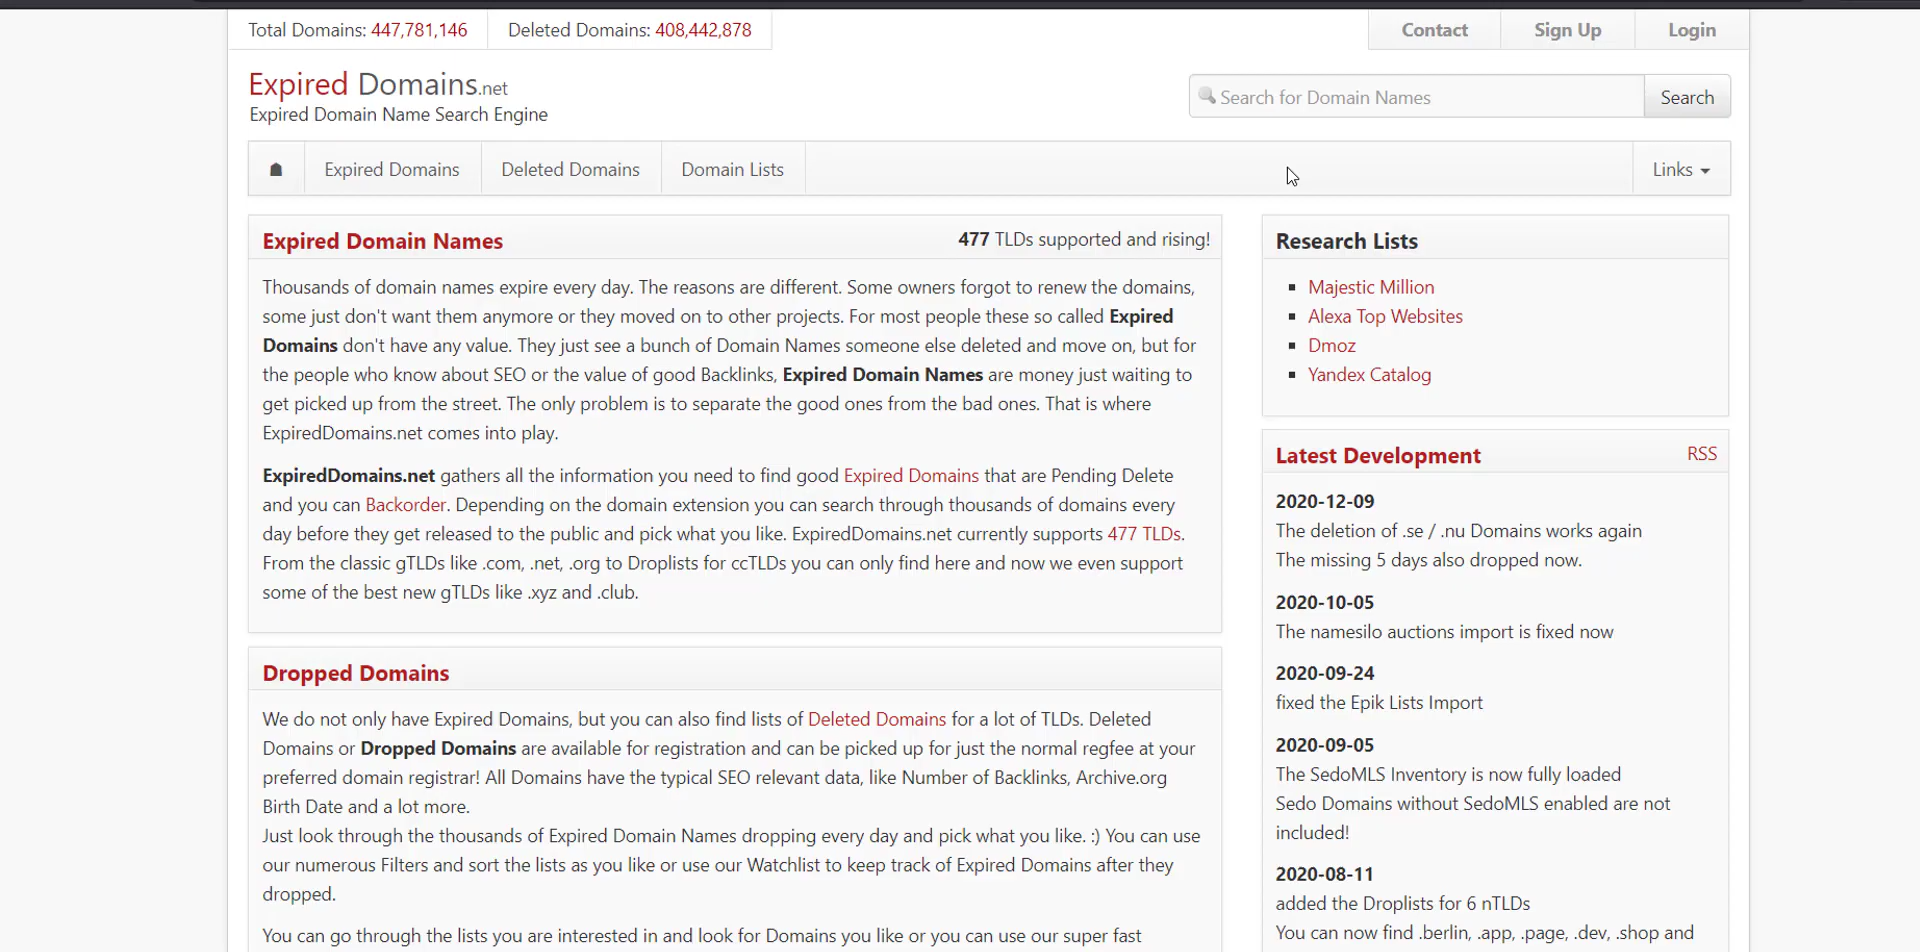 Total Domains: 447,781,146
Deleted Domains: 408,442,878
Contact
Sign Up
Login
Expired Domains.net
Expired Domain Name Search Engine
Search for Domain Names
Search
Expired Domains
Deleted Domains
Domain Lists
Links
Expired Domain Names
477 TLDs supported and rising!
Thousands of domain names expire every day. The reasons are different. Some owners forgot to renew the domains,
some just don't want them anymore or they moved on to other projects. For most people these so called Expired
Domains don't have any value. They just see a bunch of Domain Names someone else deleted and move on, but for
the people who know about SEO or the value of good Backlinks, Expired Domain Names are money just waiting to
get picked up from the street. The only problem is to separate the good ones from the bad ones. That is where
ExpiredDomains.net comes into play.
ExpiredDomains.net gathers all the information you need to find good Expired Domains that are Pending Delete
and you can Backorder. Depending on the domain extension you can search through thousands of domains every
day before they get released to the public and pick what you like. ExpiredDomains.net currently supports 477 TLDs.
From the classic gTLDs like .com, .net, .org to Droplists for ccTLDs you can only find here and now we even support
some of the best new gTLDs like .xyz and .club.
Dropped Domains
We do not only have Expired Domains, but you can also find lists of Deleted Domains for a lot of TLDs. Deleted
Domains or Dropped Domains are available for registration and can be picked up for just the normal regfee at your
preferred domain registrar! All Domains have the typical SEO relevant data, like Number of Backlinks, Archive.org
Birth Date and a lot more.
Just look through the thousands of Expired Domain Names dropping every day and pick what you like. :) You can use
our numerous Filters and sort the lists as you like or use our Watchlist to keep track of Expired Domains after they
dropped.
You can go through the lists you are interested in and look for Domains you like or you can use our super fast
Research Lists
Majestic Million
Alexa Top Websites
Dmoz
Yandex Catalog
Latest Development
RSS
2020-12-09
The deletion of .se / .nu Domains works again
The missing 5 days also dropped now.
2020-10-05
The namesilo auctions import is fixed now
2020-09-24
fixed the Epik Lists Import
2020-09-05
The SedoMLS Inventory is now fully loaded
Sedo Domains without SedoMLS enabled are not
included!
2020-08-11
added the Droplists for 6 nTLDs
You can now find .berlin, .app, .page, .dev, .shop and